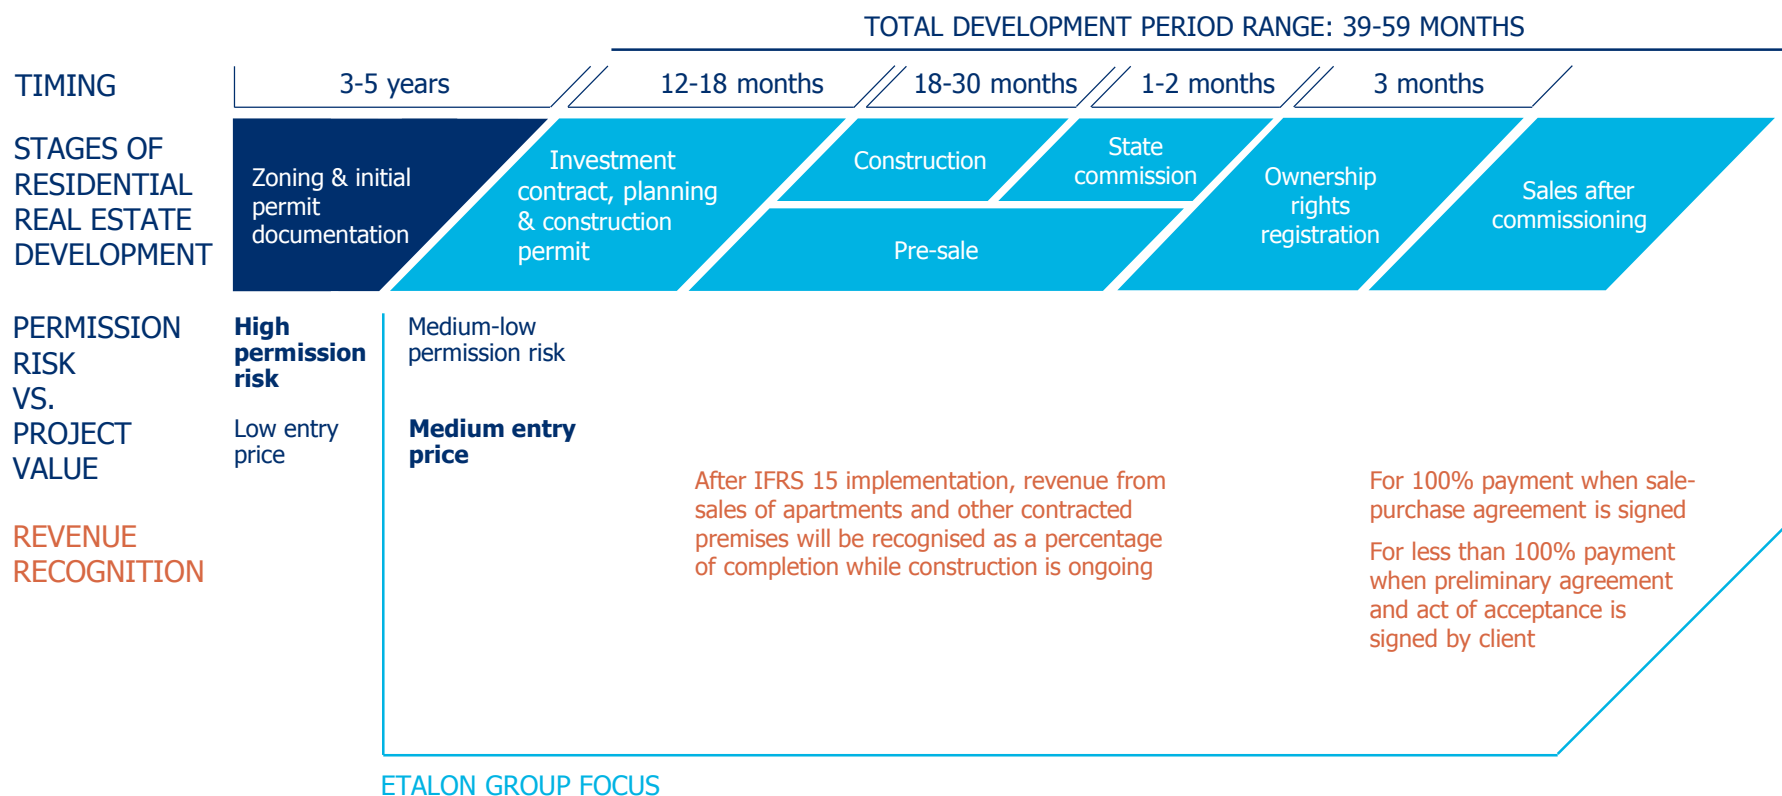 TOTAL DEVELOPMENT PERIOD RANGE: 39-59 MONTHS
TIMING
3-5 years
12-18 months
18-30 months
1-2 months
3 months
STAGES OF
RESIDENTIAL
REAL ESTATE
DEVELOPMENT
Zoning & initial
permit
documentation
Investment
contract, planning
& construction
permit
Construction
State
commission
Pre-sale
Ownership
rights
registration
Sales after
commissioning
PERMISSION
RISK
VS.
PROJECT
VALUE
High
permission
risk
Medium-low
permission risk
Low entry
price
Medium entry
price
REVENUE
RECOGNITION
After IFRS 15 implementation, revenue from
sales of apartments and other contracted
premises will be recognised as a percentage
of completion while construction is ongoing
For 100% payment when sale-
purchase agreement is signed
For less than 100% payment
when preliminary agreement
and act of acceptance is
signed by client
ETALON GROUP FOCUS